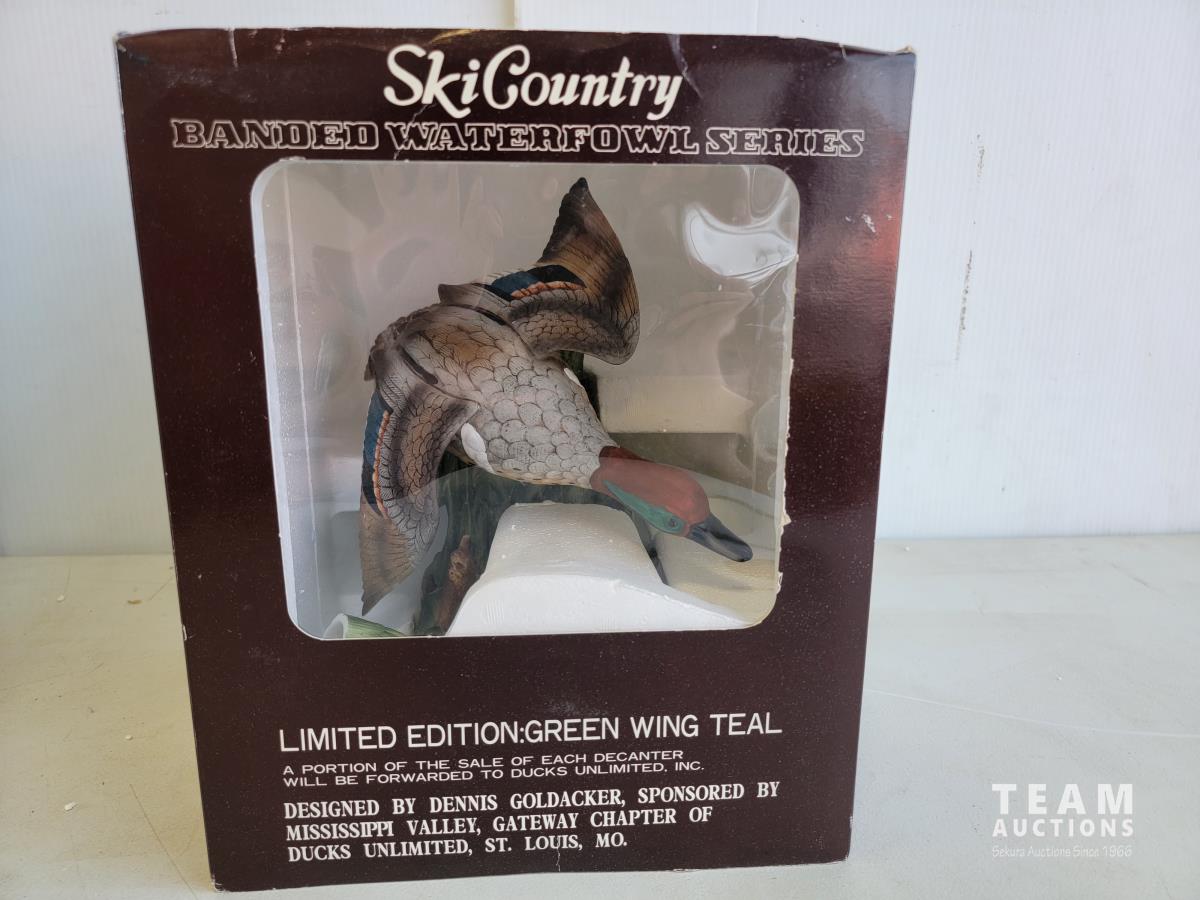 Ski Country
BANDED WATERFOWL SERIES
LIMITED EDITION:GREEN WING TEAL
A PORTION OF THE SALE OF EACH DECANTER
WILL BE FORWARDED TO DUCKS UNLIMITED, INC.
DESIGNED BY DENNIS GOLDACKER, SPONSORED BY
MISSISSIPPI VALLEY, GATEWAY CHAPTER OF
DUCKS UNLIMITED, ST. LOUIS, MO.
TEAM
AUCTIONS
Sekura Auctions Since 1966